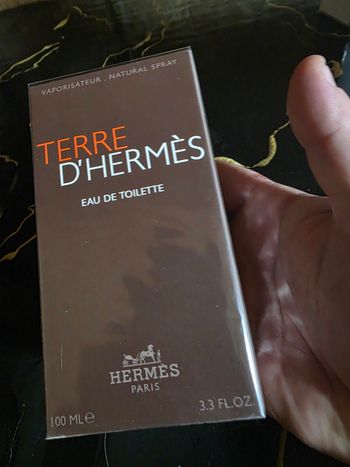 VAPORISATEUR . NATURAL SPRAY
TERRE
D'HERMÈS
EAU DE TOILETTE
HERMÈS
PARIS
100 ML℮ 3.3 FL.OZ.